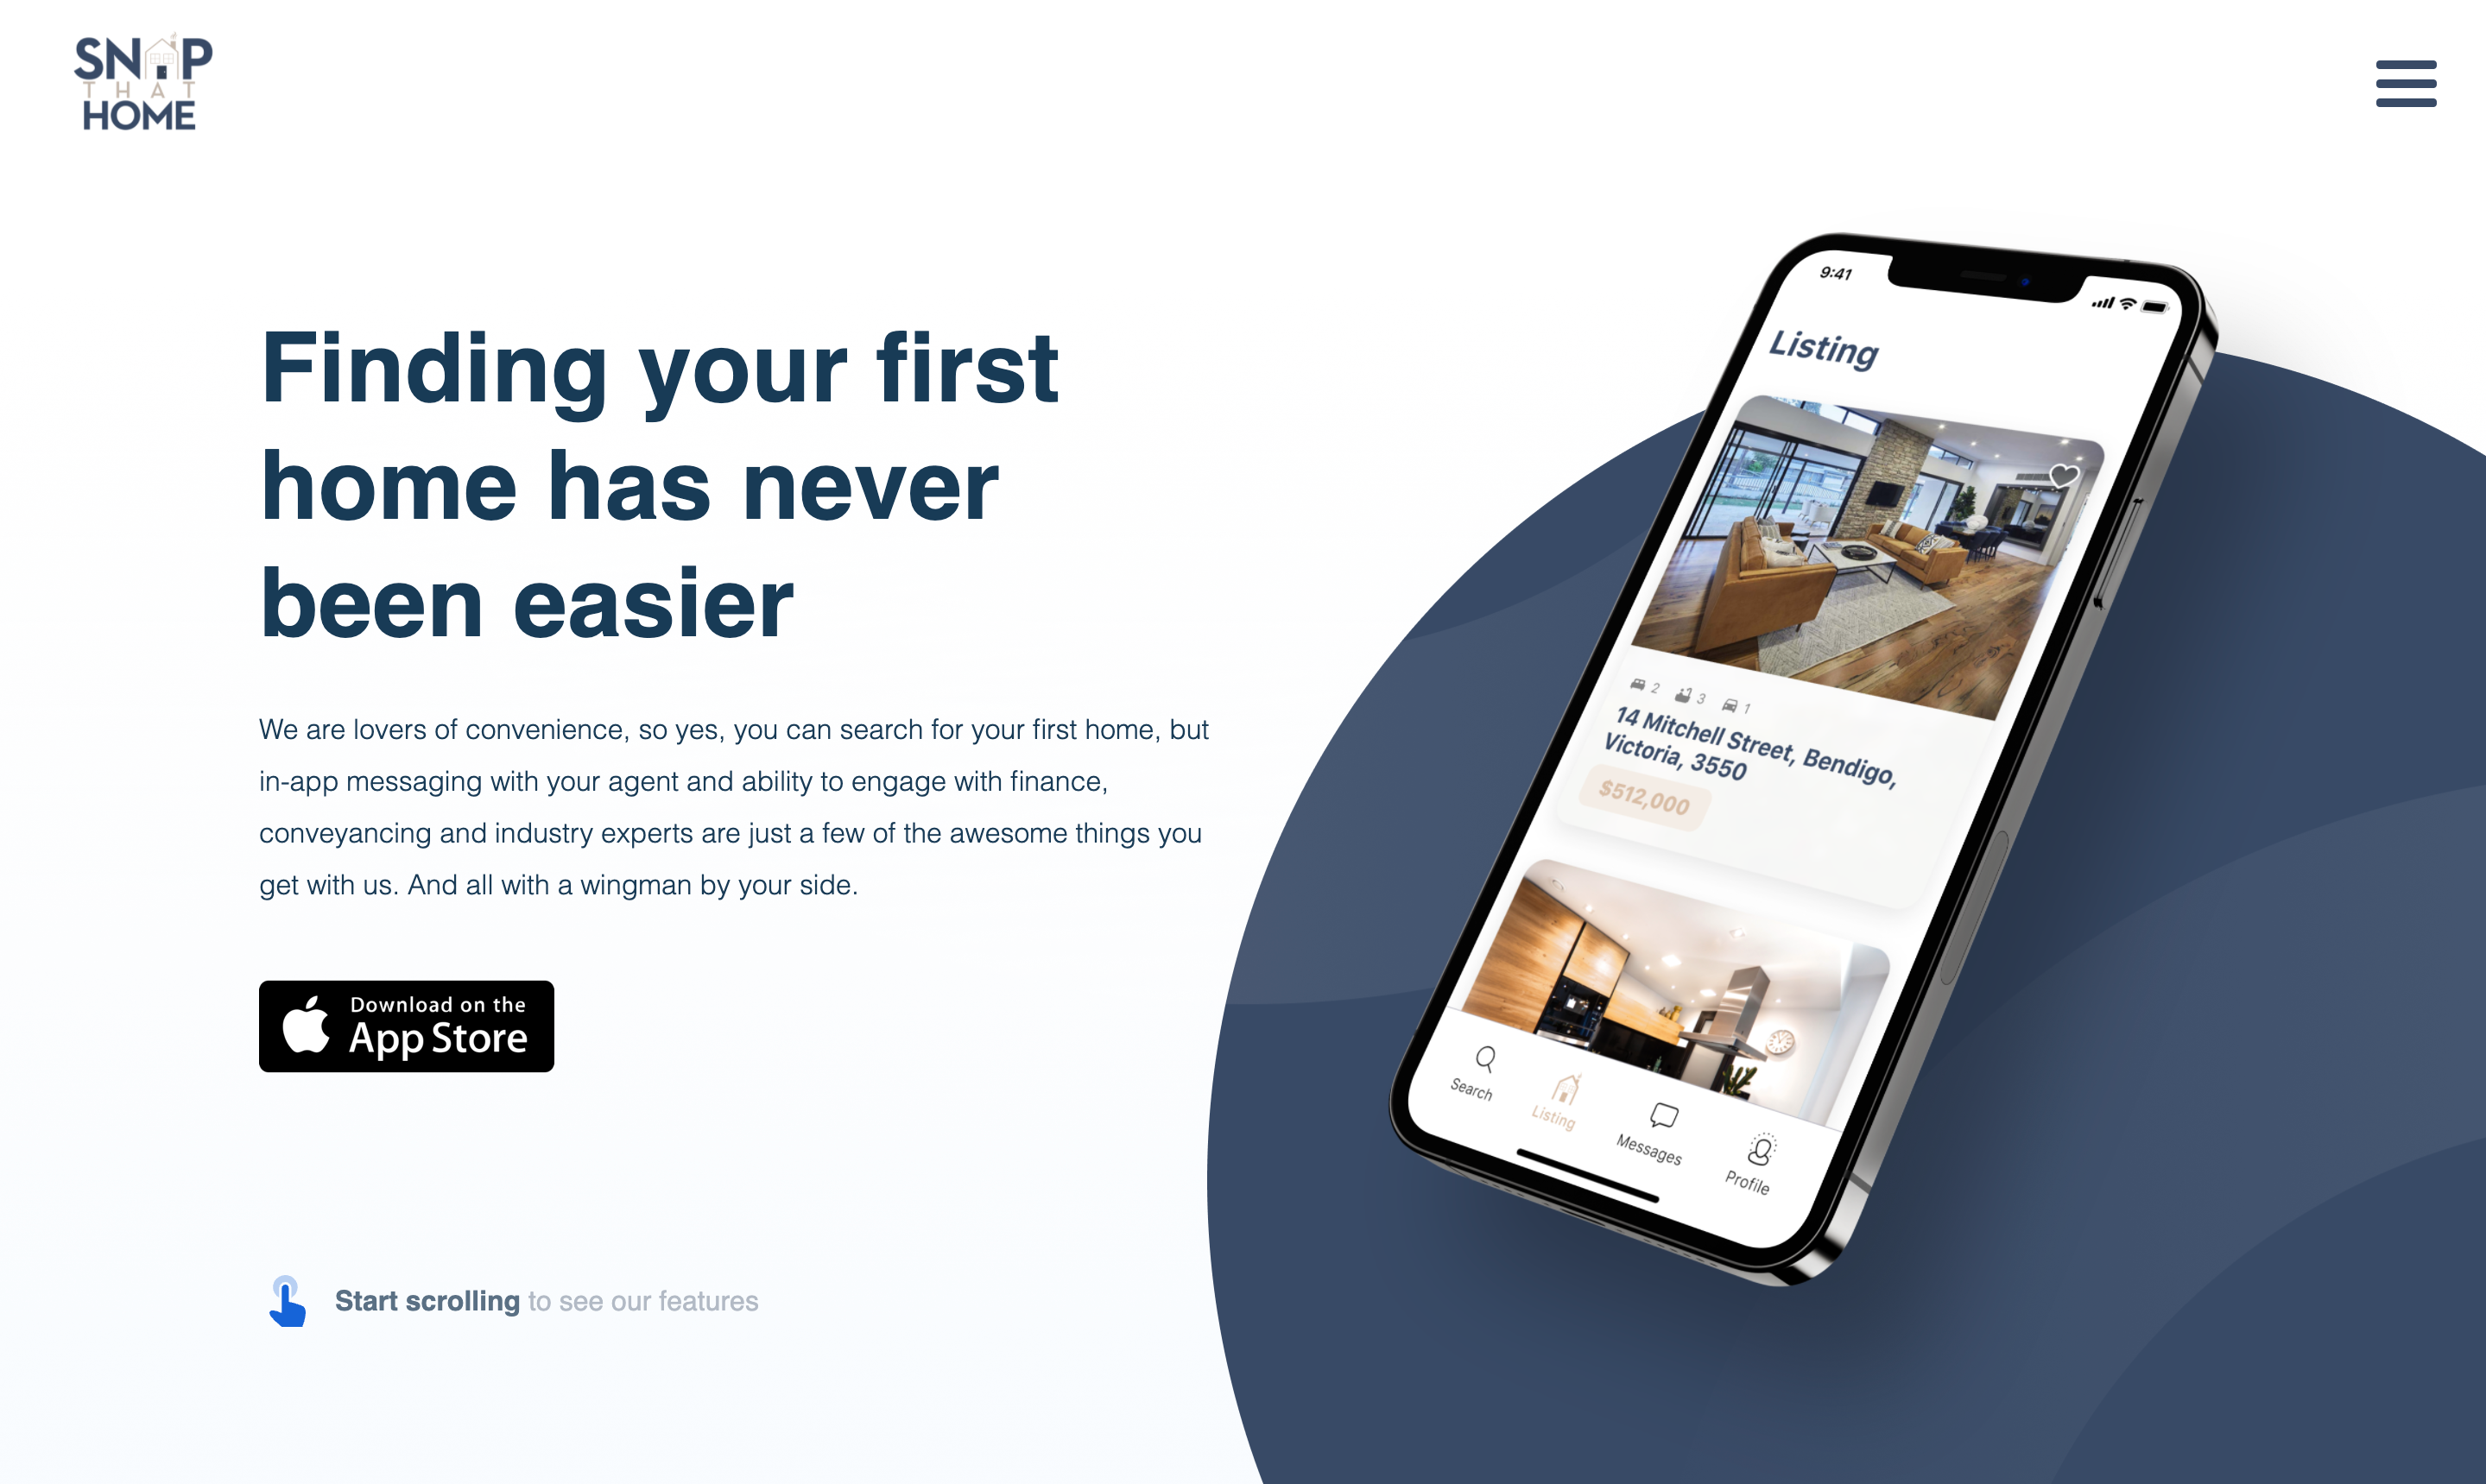 SNAP
THAT
HOME
Finding your first
home has never
been easier
We are lovers of convenience, so yes, you can search for your first home, but
in-app messaging with your agent and ability to engage with finance,
conveyancing and industry experts are just a few of the awesome things you
get with us. And all with a wingman by your side.
Download on the
App Store
Start scrolling to see our features
9:41
Listing
2 3 1
14 Mitchell Street, Bendigo,
Victoria, 3550
$512,000
Search Listing Messages Profile